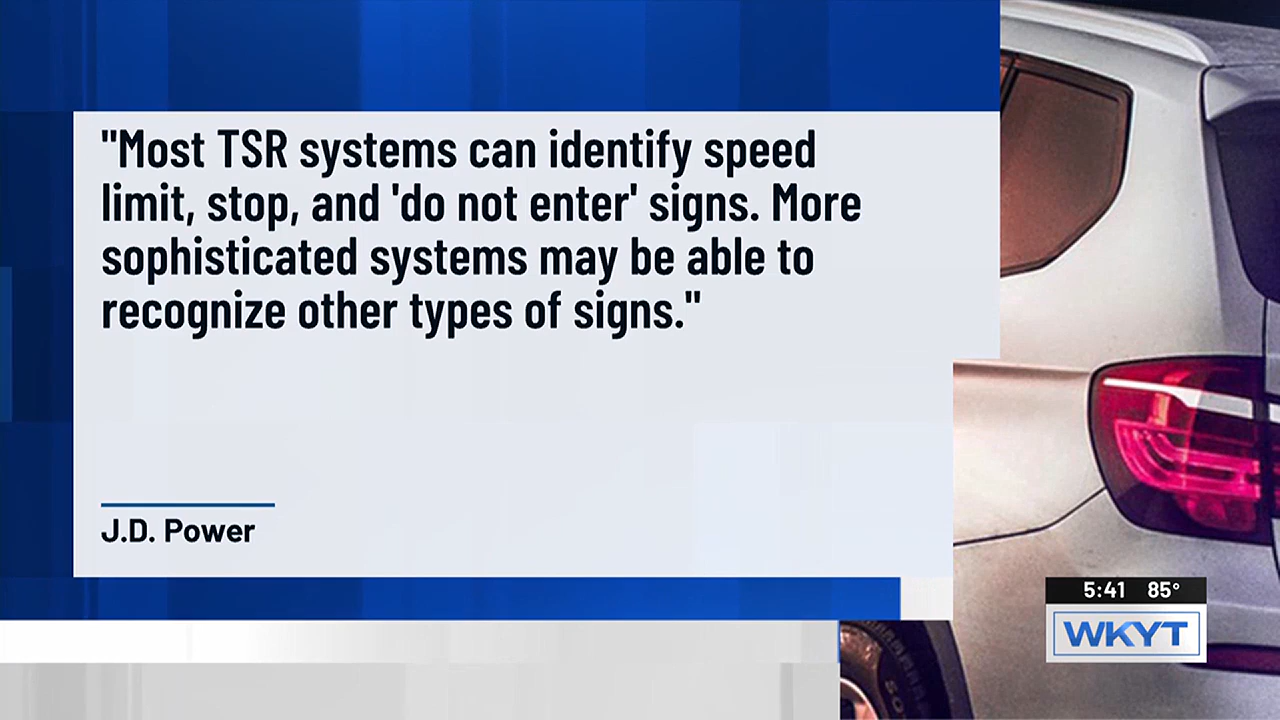 "Most TSR systems can identify speed
limit, stop, and 'do not enter' signs. More
sophisticated systems may be able to
recognize other types of signs."
J.D. Power
5:41 85°
WKYT